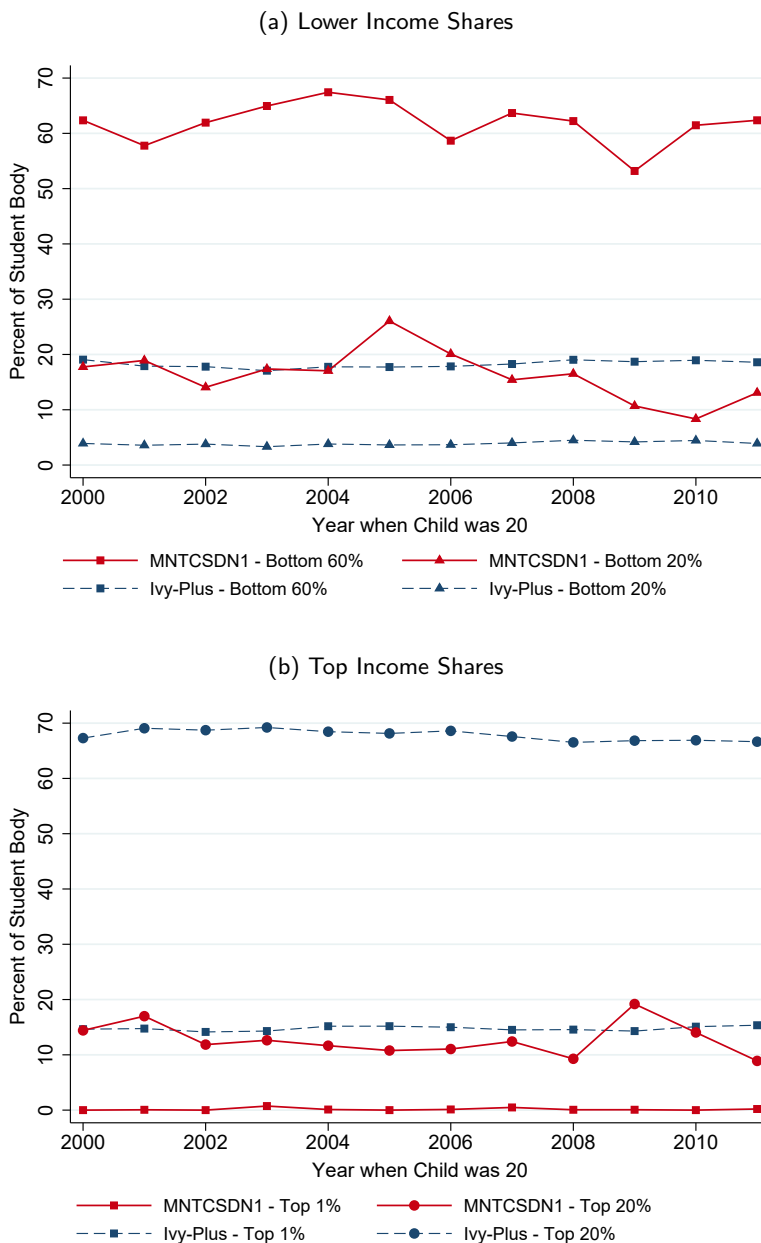 (a) Lower Income Shares
Percent of Student Body
70
60
50
40
30
20
10
0
2000 2002 2004 2006 2008 2010
Year when Child was 20
MNTCSDN1 - Bottom 60% MNTCSDN1 - Bottom 20%
Ivy-Plus - Bottom 60% Ivy-Plus - Bottom 20%
(b) Top Income Shares
Percent of Student Body
70
60
50
40
30
20
10
0
2000 2002 2004 2006 2008 2010
Year when Child was 20
MNTCSDN1 - Top 1% MNTCSDN1 - Top 20%
Ivy-Plus - Top 1% Ivy-Plus - Top 20%